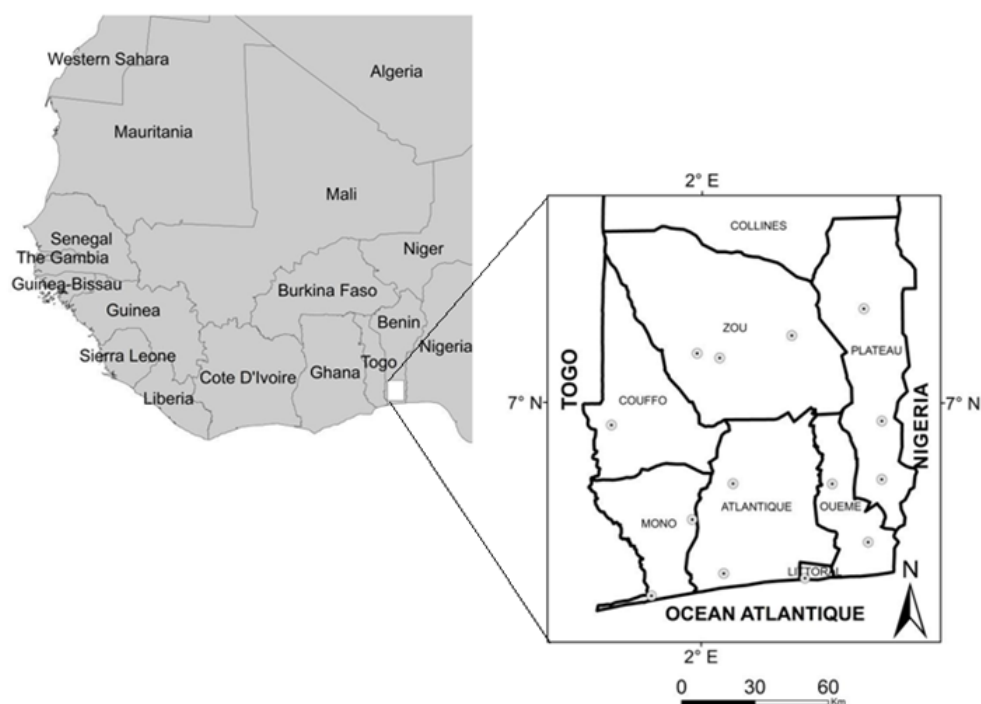 Western Sahara
Algeria
Mauritania
Mali
Senegal
The Gambia
Niger
Guinea-Bissau
Burkina Faso
Guinea
Benin
Nigeria
Sierra Leone
Togo
Ghana
Cote D'Ivoire
Liberia
2° E
COLLINES
ZOU
PLATEAU
TOGO
COUFFO
7° N
7° N
NIGERIA
ATLANTIQUE
OUEME
MONO
LITTORAL
N
OCEAN ATLANTIQUE
2° E
0 30 60
Km